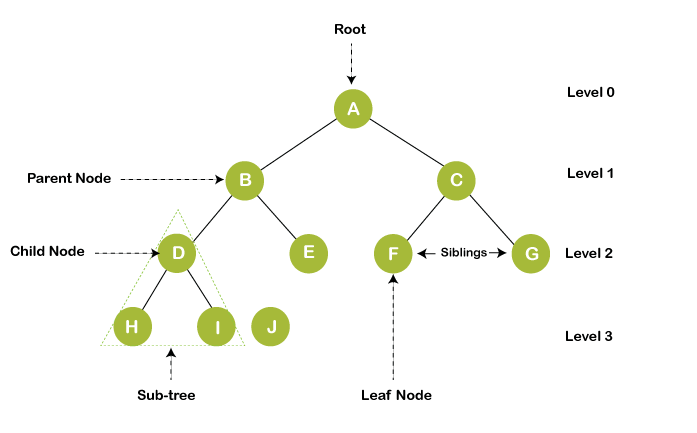 Root
Level 0
A
Level 1
Parent Node
B
C
Child Node
D
E
F
Siblings
G
Level 2
H
I
J
Level 3
Sub-tree
Leaf Node